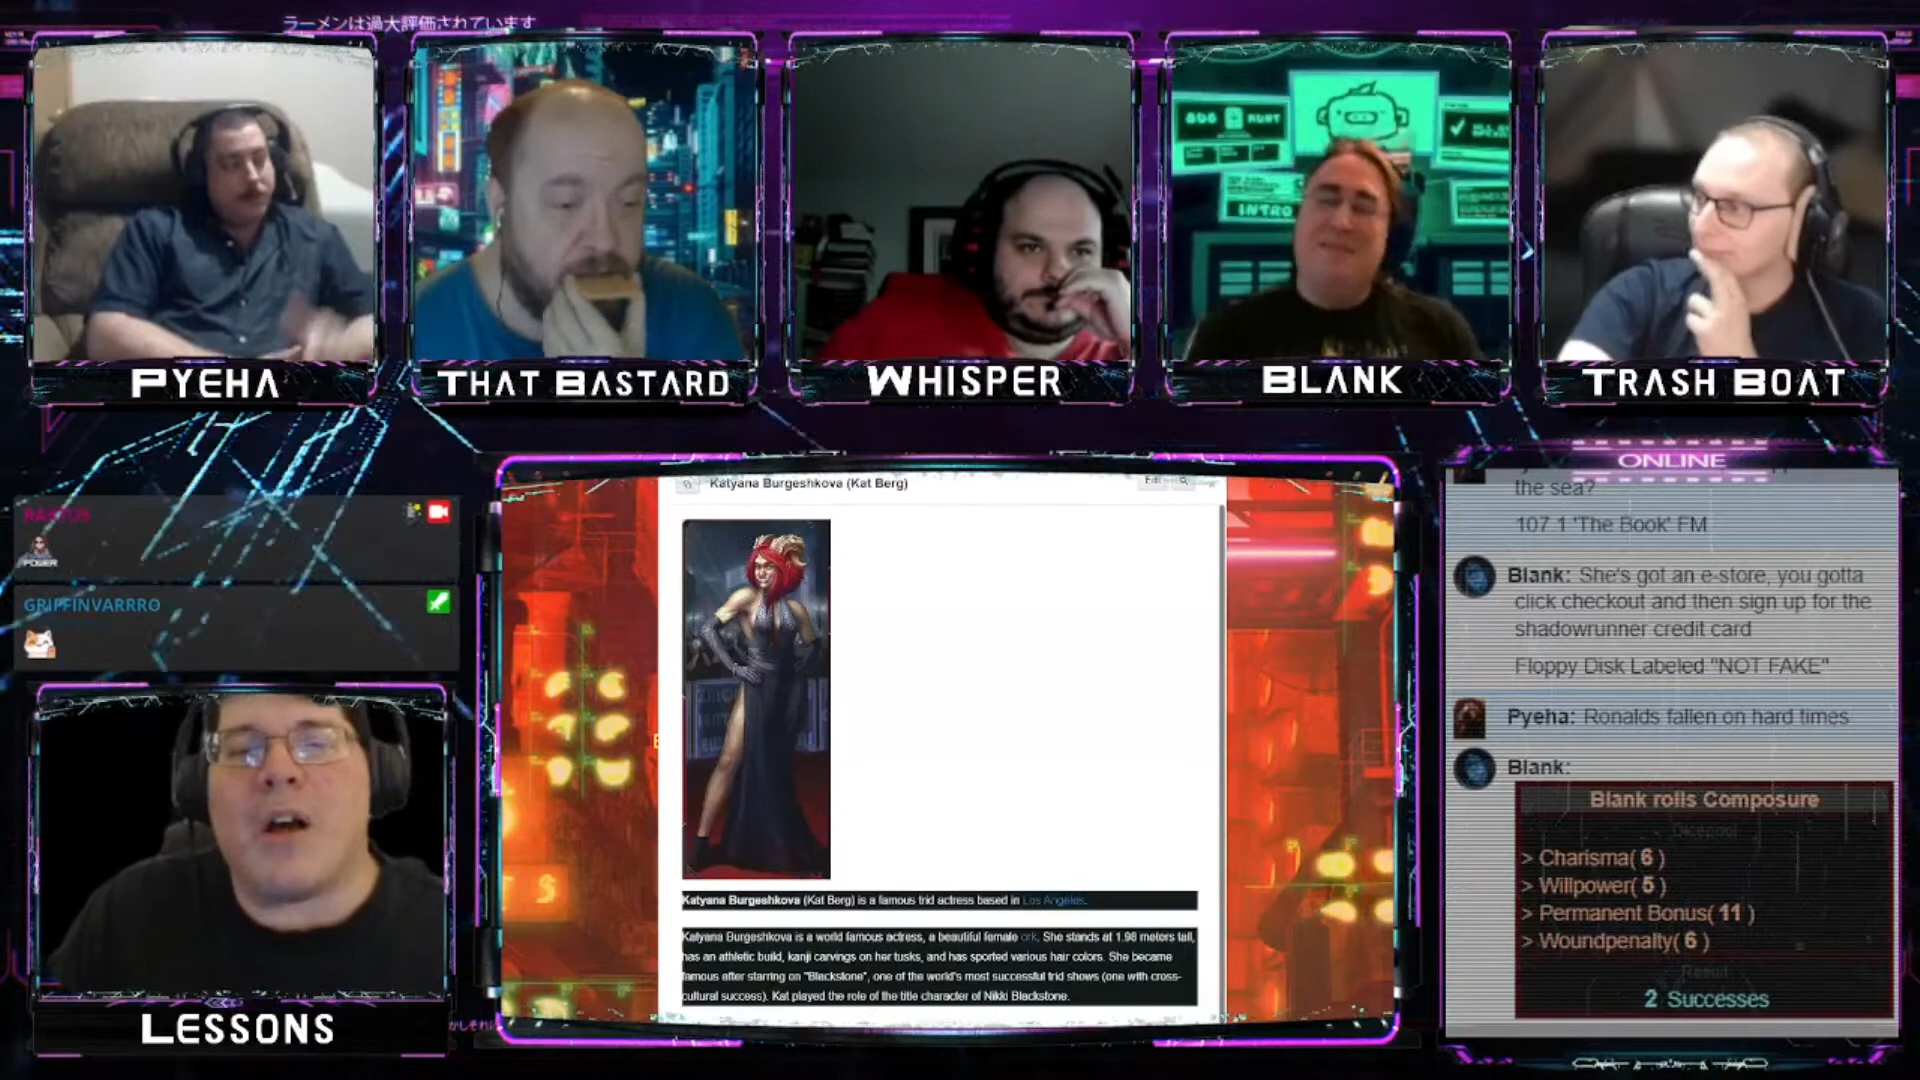 ラーメンは過大評価されています
PYEHA
THAT BASTARD
WHISPER
INTRO
BLANK
TRASH BOAT
RAKTUS
POWER
GRIFFINVARRRO
LESSONS
Katyana Burgeshkova (Kat Berg)
Edit
Katyana Burgeshkova (Kat Berg) is a famous trid actress based in Los Angeles.
Katyana Burgeshkova is a world famous actress, a beautiful female ork. She stands at 1.98 meters tall,
has an athletic build, kanji carvings on her tusks, and has sported various hair colors. She became
famous after starring on "Blackstone", one of the world's most successful trid shows (one with cross-
cultural success). Kat played the role of the title character of Nikki Blackstone.
ONLINE
the sea?
107.1 'The Book' FM
Blank: She's got an e-store, you gotta
click checkout and then sign up for the
shadowrunner credit card
Floppy Disk Labeled "NOT FAKE"
Pyeha: Ronalds fallen on hard times
Blank:
Blank rolls Composure
Dicepool
> Charisma( 6 )
> Willpower( 5 )
> Permanent Bonus( 11 )
> Woundpenalty( 6 )
Result
2 Successes